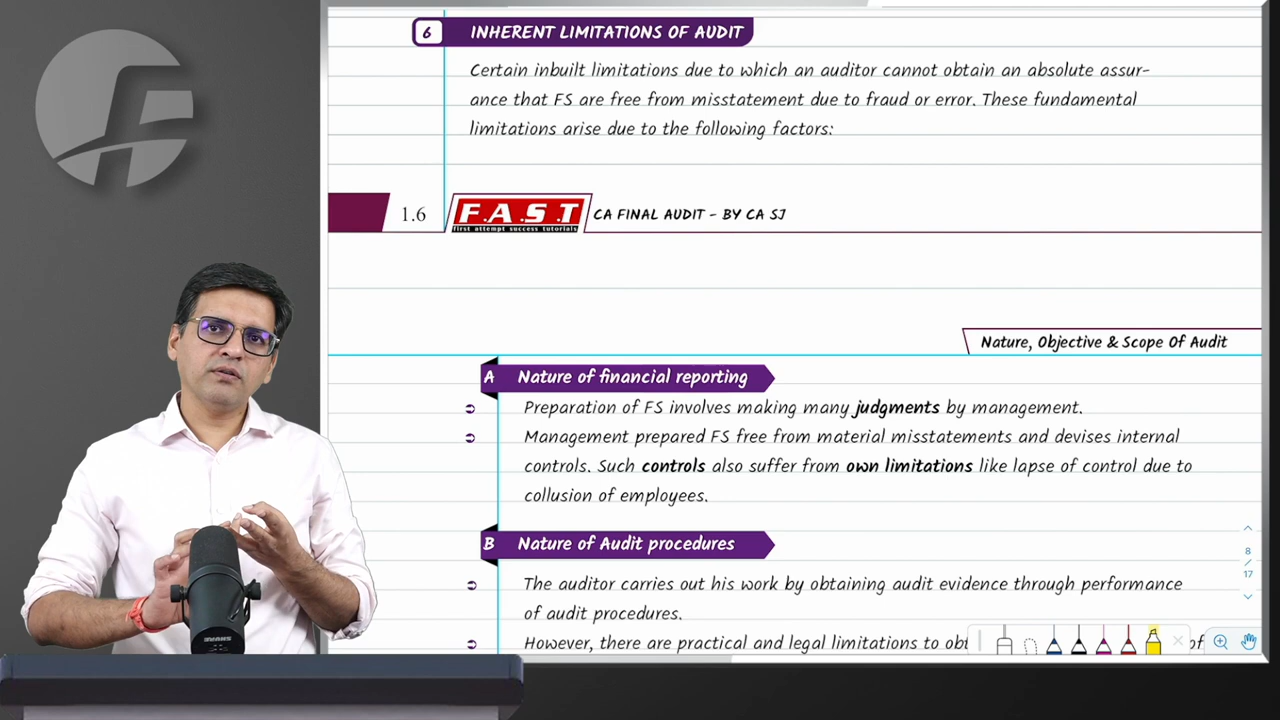 6 INHERENT LIMITATIONS OF AUDIT
Certain inbuilt limitations due to which an auditor cannot obtain an absolute assur-
ance that FS are free from misstatement due to fraud or error. These fundamental
limitations arise due to the following factors:
1.6 F.A.S.T CA FINAL AUDIT - BY CA SJ
first attempt success tutorials
Nature, Objective & Scope Of Audit
A Nature of financial reporting
Preparation of FS involves making many judgments by management.
Management prepared FS free from material misstatements and devises internal
controls. Such controls also suffer from own limitations like lapse of control due to
collusion of employees.
B Nature of Audit procedures
The auditor carries out his work by obtaining audit evidence through performance
of audit procedures.
However, there are practical and legal limitations to of
8
/
17
SHURE